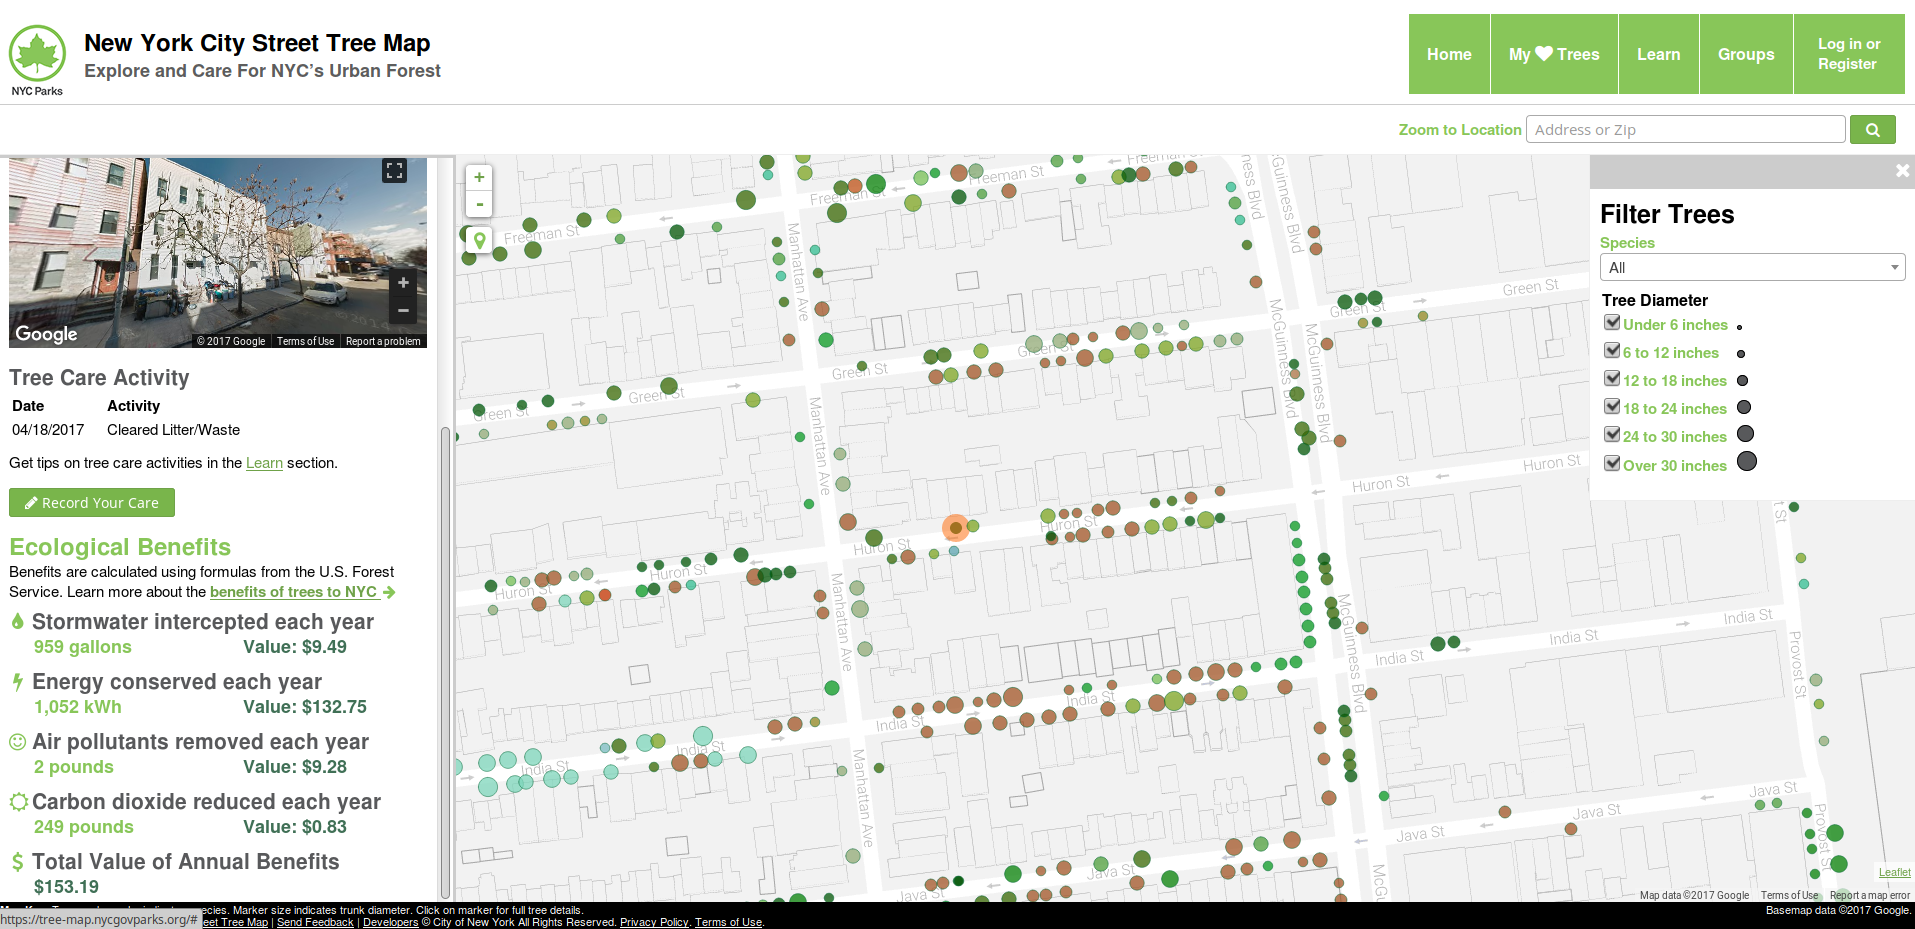 New York City Street Tree Map
Explore and Care For NYC's Urban Forest
NYC Parks
Home
My Trees
Learn
Groups
Log in or
Register
Zoom to Location
Address or Zip
Google
© 2017 Google
Terms of Use
Report a problem
Tree Care Activity
Date Activity
04/18/2017 Cleared Litter/Waste
Get tips on tree care activities in the Learn section.
Record Your Care
Ecological Benefits
Benefits are calculated using formulas from the U.S. Forest
Service. Learn more about the benefits of trees to NYC
Stormwater intercepted each year
959 gallons Value: $9.49
Energy conserved each year
1,052 kWh Value: $132.75
Air pollutants removed each year
2 pounds Value: $9.28
Carbon dioxide reduced each year
249 pounds Value: $0.83
Total Value of Annual Benefits
$153.19
+
-
Freeman St
Freeman St
Freeman St
Freeman St
Manhattan Ave
Manhattan Ave
Manhattan Ave
Manhattan Ave
Green St
Green St
Green St
Green St
Green St
Green St
McGuinness Blvd
McGuinness Blvd
McGuinness Blvd
Huron St
Huron St
Huron St
Huron St
Huron St
Huron St
India St
India St
India St
India St
India St
India St
India St
Java St
Java St
Java St
Java St
Java St
Provost St
Provost St
Filter Trees
Species
All
Tree Diameter
Under 6 inches
6 to 12 inches
12 to 18 inches
18 to 24 inches
24 to 30 inches
Over 30 inches
Leaflet
Map data ©2017 Google
Terms of Use
Report a map error
ecies. Marker size indicates trunk diameter. Click on marker for full tree details.
Basemap data ©2017 Google.
https://tree-map.nycgovparks.org/#
eet Tree Map | Send Feedback | Developers © City of New York All Rights Reserved. Privacy Policy. Terms of Use.